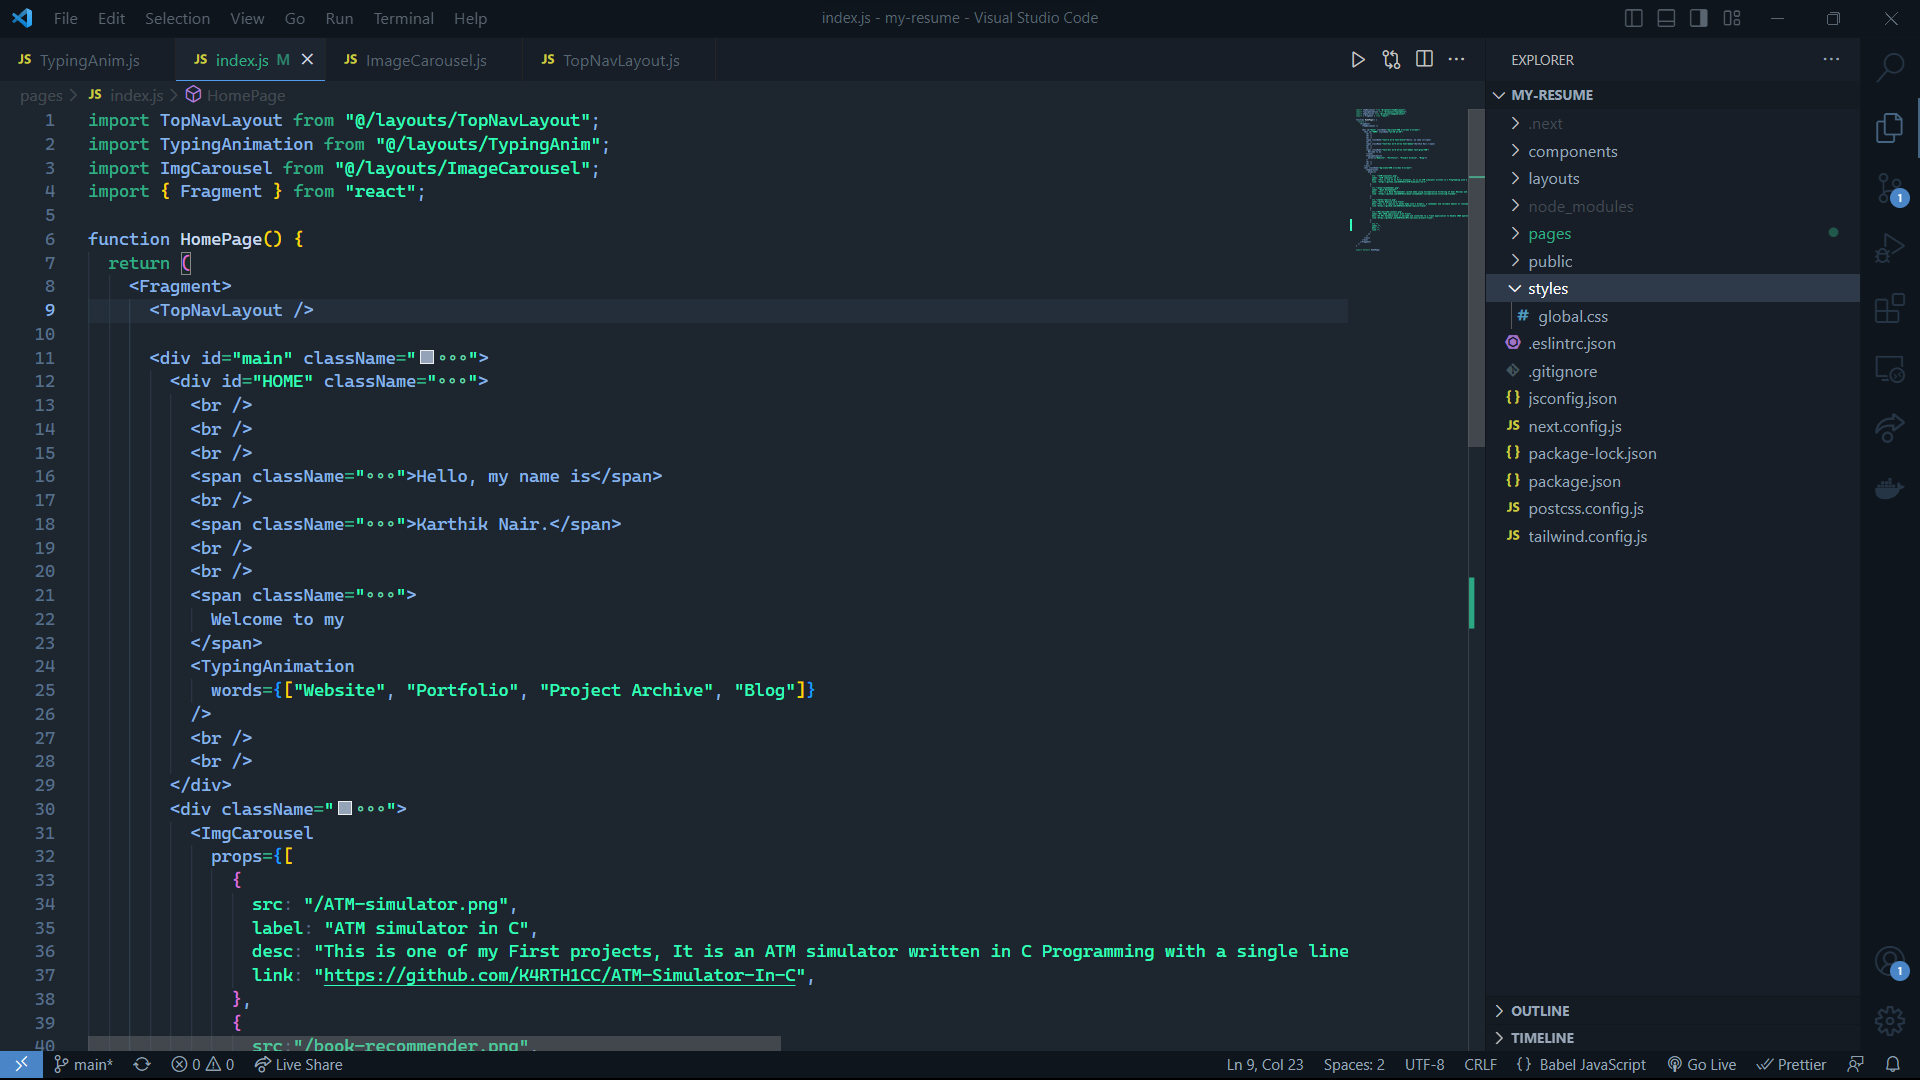 File Edit Selection View Go Run Terminal Help
index.js - my-resume - Visual Studio Code
JS TypingAnim.js
JS index.js M
JS ImageCarousel.js
JS TopNavLayout.js
pages > JS index.js > HomePage
1 import TopNavLayout from "@/layouts/TopNavLayout";
2 import TypingAnimation from "@/layouts/TypingAnim";
3 import ImgCarousel from "@/layouts/ImageCarousel";
4 import { Fragment } from "react";
5
6 function HomePage() {
7 return (
8 <Fragment>
9 <TopNavLayout />
10
11 <div id="main" className="∘∘∘">
12 <div id="HOME" className="∘∘∘">
13 <br />
14 <br />
15 <br />
16 <span className="∘∘∘">Hello, my name is</span>
17 <br />
18 <span className="∘∘∘">Karthik Nair.</span>
19 <br />
20 <br />
21 <span className="∘∘∘">
22 Welcome to my
23 </span>
24 <TypingAnimation
25 words={["Website", "Portfolio", "Project Archive", "Blog"]}
26 />
27 <br />
28 <br />
29 </div>
30 <div className="∘∘∘">
31 <ImgCarousel
32 props={[
33 {
34 src: "/ATM-simulator.png",
35 label: "ATM simulator in C",
36 desc: "This is one of my First projects, It is an ATM simulator written in C Programming with a single line
37 link: "https://github.com/K4RTH1CC/ATM-Simulator-In-C",
38 },
39 {
40 src:"/book-recommender.png",
EXPLORER
MY-RESUME
.next
components
layouts
node_modules
pages
public
styles
# global.css
.eslintrc.json
.gitignore
{} jsconfig.json
JS next.config.js
{} package-lock.json
{} package.json
JS postcss.config.js
JS tailwind.config.js
OUTLINE
TIMELINE
1
1
main* 0 0 Live Share
Ln 9, Col 23 Spaces: 2 UTF-8 CRLF {} Babel JavaScript Go Live Prettier